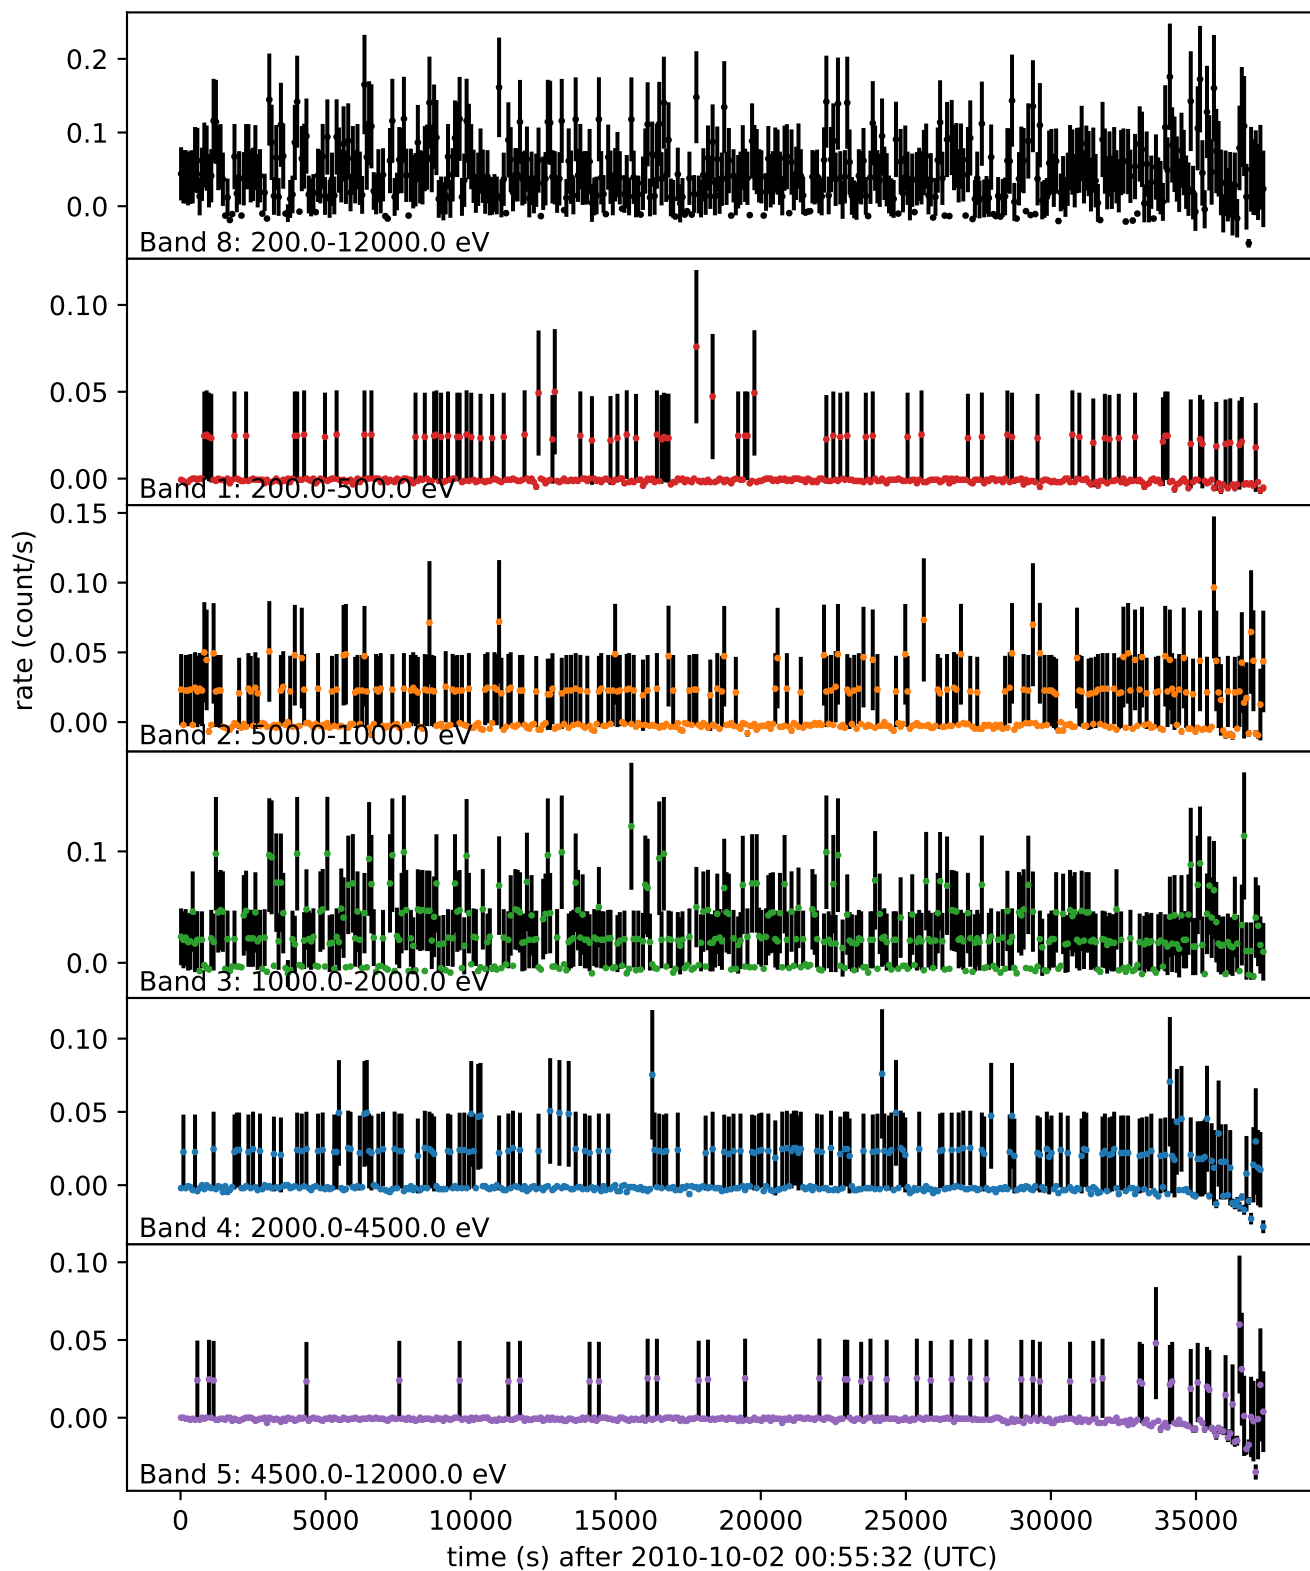 0.2
0.1
0.0
Band 8: 200.0-12000.0 eV
0.10
0.05
0.00
Band 1: 200.0-500.0 eV
0.15
0.10
0.05
0.00
Band 2: 500.0-1000.0 eV
rate (count/s)
0.1
0.0
Band 3: 1000.0-2000.0 eV
0.10
0.05
0.00
Band 4: 2000.0-4500.0 eV
0.10
0.05
0.00
Band 5: 4500.0-12000.0 eV
0 5000 10000 15000 20000 25000 30000 35000
time (s) after 2010-10-02 00:55:32 (UTC)